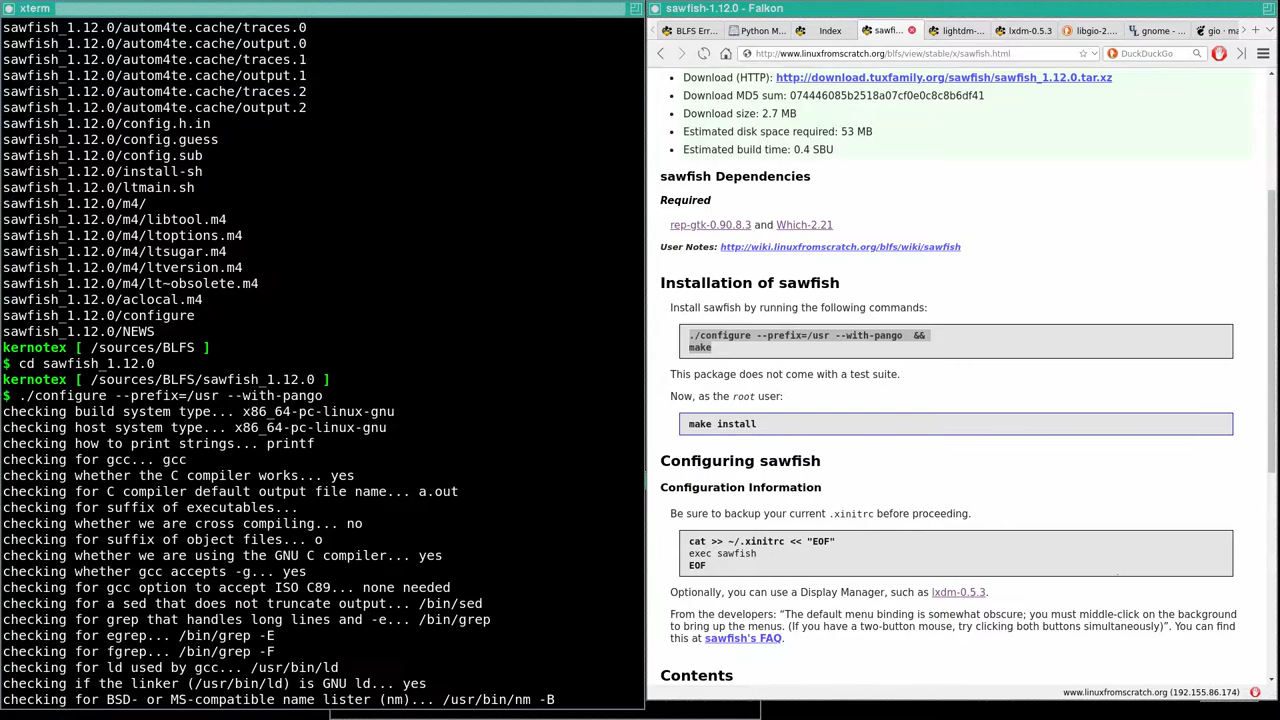 xterm
sawfish_1.12.0/autom4te.cache/traces.0
sawfish_1.12.0/autom4te.cache/output.0
sawfish_1.12.0/autom4te.cache/traces.1
sawfish_1.12.0/autom4te.cache/output.1
sawfish_1.12.0/autom4te.cache/traces.2
sawfish_1.12.0/autom4te.cache/output.2
sawfish_1.12.0/config.h.in
sawfish_1.12.0/config.guess
sawfish_1.12.0/config.sub
sawfish_1.12.0/install-sh
sawfish_1.12.0/ltmain.sh
sawfish_1.12.0/m4/
sawfish_1.12.0/m4/libtool.m4
sawfish_1.12.0/m4/ltoptions.m4
sawfish_1.12.0/m4/ltsugar.m4
sawfish_1.12.0/m4/ltversion.m4
sawfish_1.12.0/m4/lt~obsolete.m4
sawfish_1.12.0/aclocal.m4
sawfish_1.12.0/configure
sawfish_1.12.0/NEWS
kernotex [ /sources/BLFS ]
$ cd sawfish_1.12.0
kernotex [ /sources/BLFS/sawfish_1.12.0 ]
$ ./configure --prefix=/usr --with-pango
checking build system type... x86_64-pc-linux-gnu
checking host system type... x86_64-pc-linux-gnu
checking how to print strings... printf
checking for gcc... gcc
checking whether the C compiler works... yes
checking for C compiler default output file name... a.out
checking for suffix of executables...
checking whether we are cross compiling... no
checking for suffix of object files... o
checking whether we are using the GNU C compiler... yes
checking whether gcc accepts -g... yes
checking for gcc option to accept ISO C89... none needed
checking for a sed that does not truncate output... /bin/sed
checking for grep that handles long lines and -e... /bin/grep
checking for egrep... /bin/grep -E
checking for fgrep... /bin/grep -F
checking for ld used by gcc... /usr/bin/ld
checking if the linker (/usr/bin/ld) is GNU ld... yes
checking for BSD- or MS-compatible name lister (nm)... /usr/bin/nm -B
sawfish-1.12.0 - Falkon
BLFS Err... Python M... Index sawfi... lightdm-... lxdm-0.5.3 libgio-2... gnome - ... gio · ma
http://www.linuxfromscratch.org/blfs/view/stable/x/sawfish.html DuckDuckGo
Download (HTTP): http://download.tuxfamily.org/sawfish/sawfish_1.12.0.tar.xz
Download MD5 sum: 074446085b2518a07cf0e0c8c8b6df41
Download size: 2.7 MB
Estimated disk space required: 53 MB
Estimated build time: 0.4 SBU
sawfish Dependencies
Required
rep-gtk-0.90.8.3 and Which-2.21
User Notes: http://wiki.linuxfromscratch.org/blfs/wiki/sawfish
Installation of sawfish
Install sawfish by running the following commands:
./configure --prefix=/usr --with-pango  &&
make
This package does not come with a test suite.
Now, as the root user:
make install
Configuring sawfish
Configuration Information
Be sure to backup your current .xinitrc before proceeding.
cat >> ~/.xinitrc << "EOF"
exec sawfish
EOF
Optionally, you can use a Display Manager, such as lxdm-0.5.3.
From the developers: “The default menu binding is somewhat obscure; you must middle-click on the background
to bring up the menus. (If you have a two-button mouse, try clicking both buttons simultaneously)”. You can find
this at sawfish's FAQ.
Contents
www.linuxfromscratch.org (192.155.86.174)